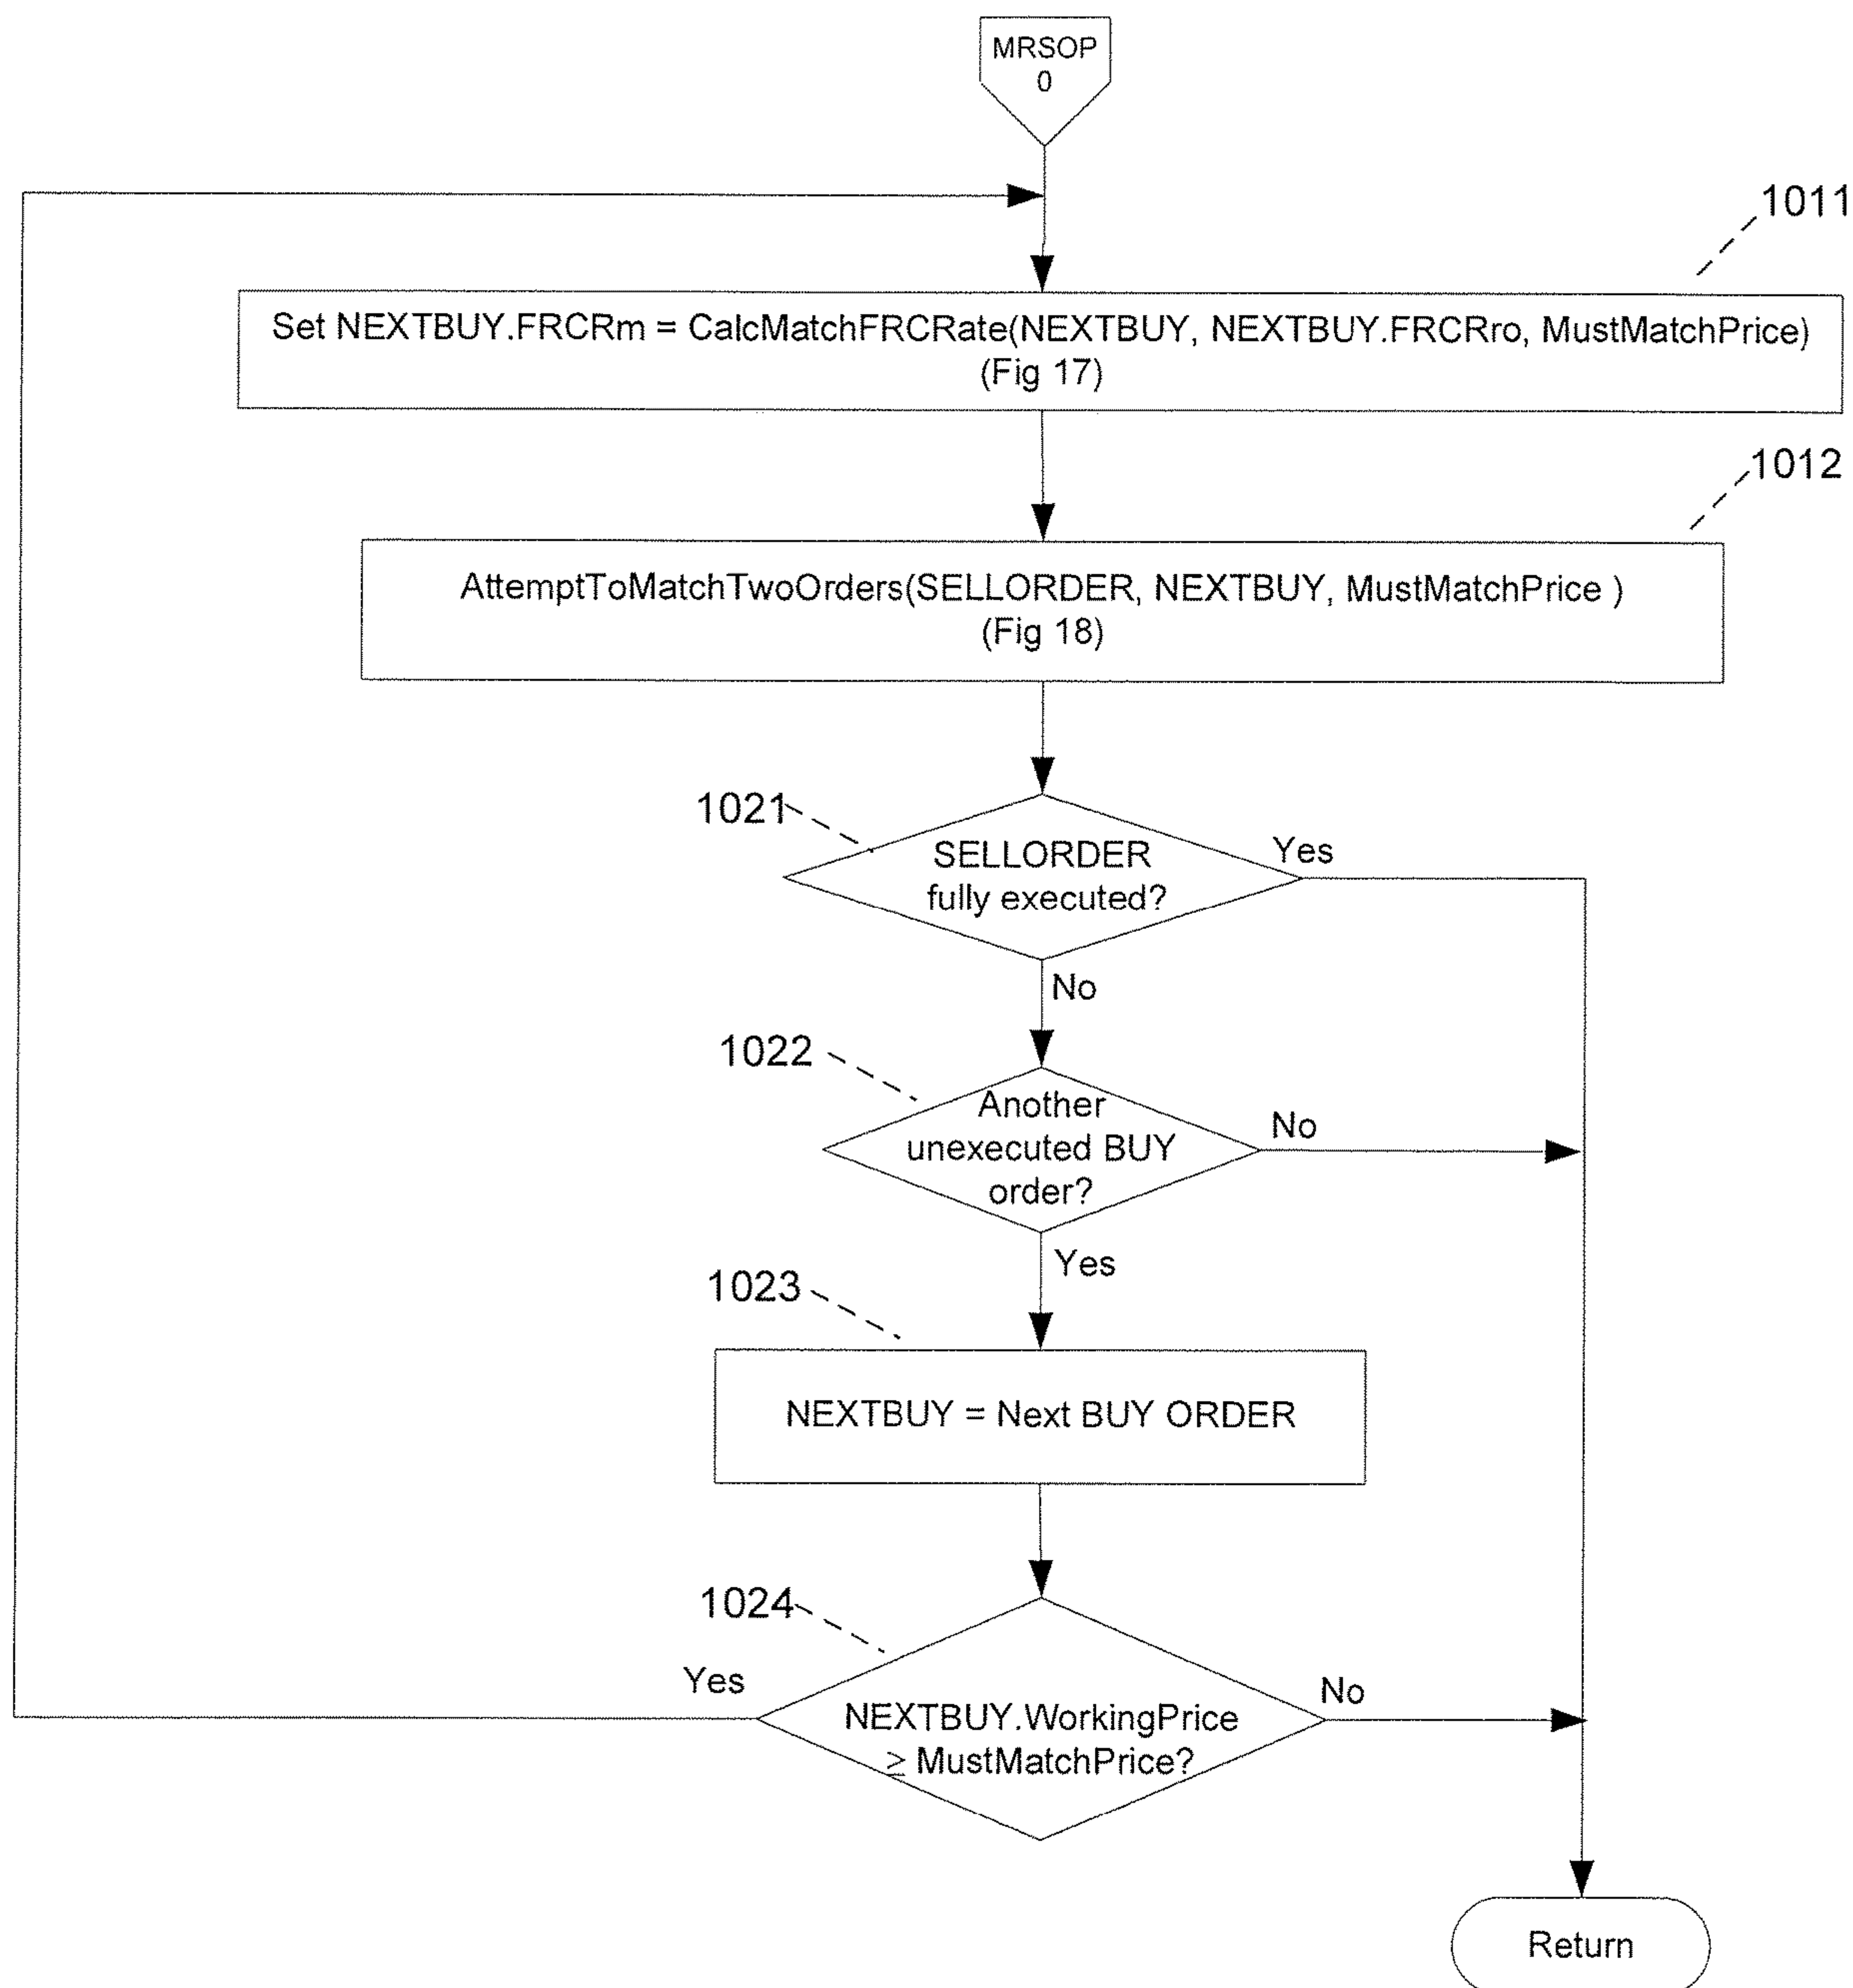 MRSOP
0
1011
Set NEXTBUY.FRCRm = CalcMatchFRCRate(NEXTBUY, NEXTBUY.FRCRro, MustMatchPrice)
(Fig 17)
1012
AttemptToMatchTwoOrders(SELLORDER, NEXTBUY, MustMatchPrice )
(Fig 18)
1021
SELLORDER
fully executed?
Yes
No
1022
Another
unexecuted BUY
order?
No
Yes
1023
NEXTBUY = Next BUY ORDER
1024
Yes
No
NEXTBUY.WorkingPrice
≥ MustMatchPrice?
Return